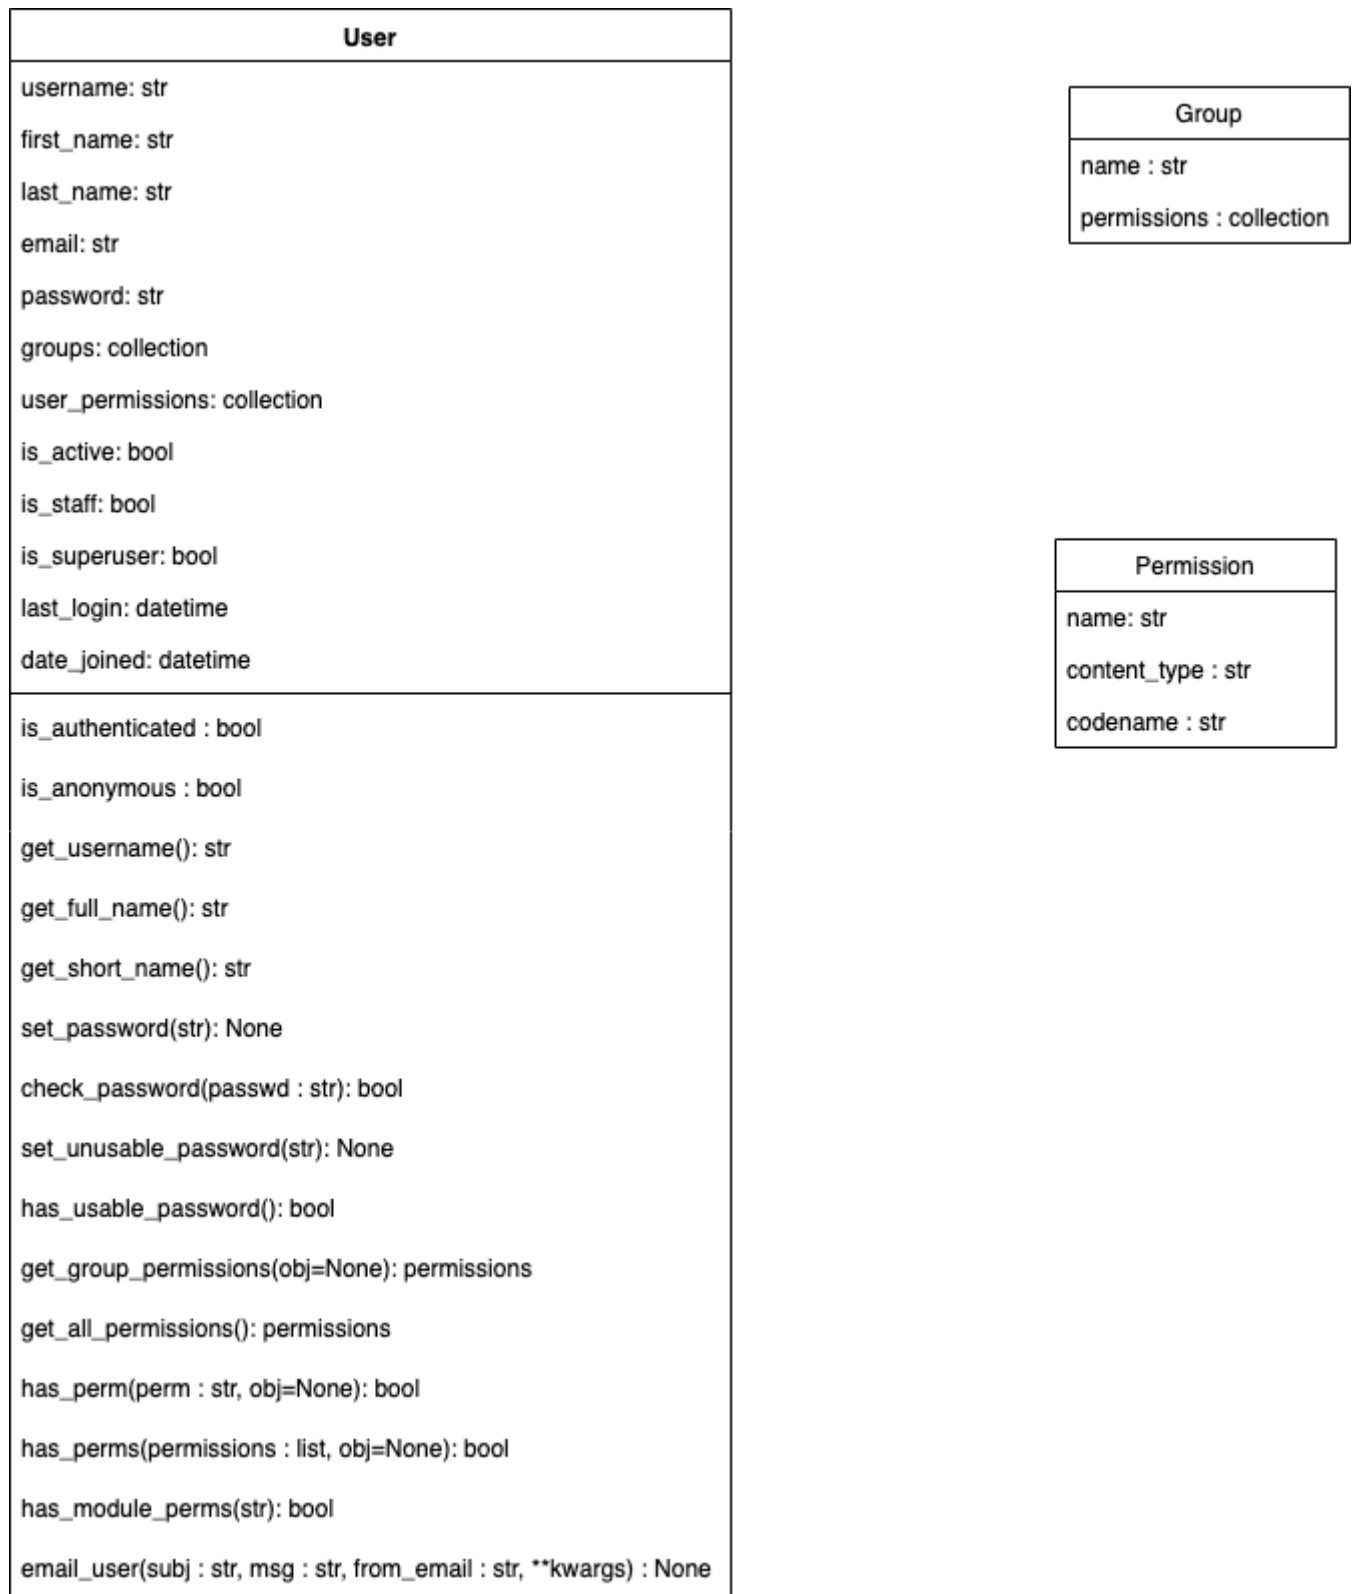 User
username: str
first_name: str
last_name: str
email: str
password: str
groups: collection
user_permissions: collection
is_active: bool
is_staff: bool
is_superuser: bool
last_login: datetime
date_joined: datetime
is_authenticated : bool
is_anonymous : bool
get_username(): str
get_full_name(): str
get_short_name(): str
set_password(str): None
check_password(passwd : str): bool
set_unusable_password(str): None
has_usable_password(): bool
get_group_permissions(obj=None): permissions
get_all_permissions(): permissions
has_perm(perm : str, obj=None): bool
has_perms(permissions : list, obj=None): bool
has_module_perms(str): bool
email_user(subj : str, msg : str, from_email : str, **kwargs) : None
Group
name : str
permissions : collection
Permission
name: str
content_type : str
codename : str